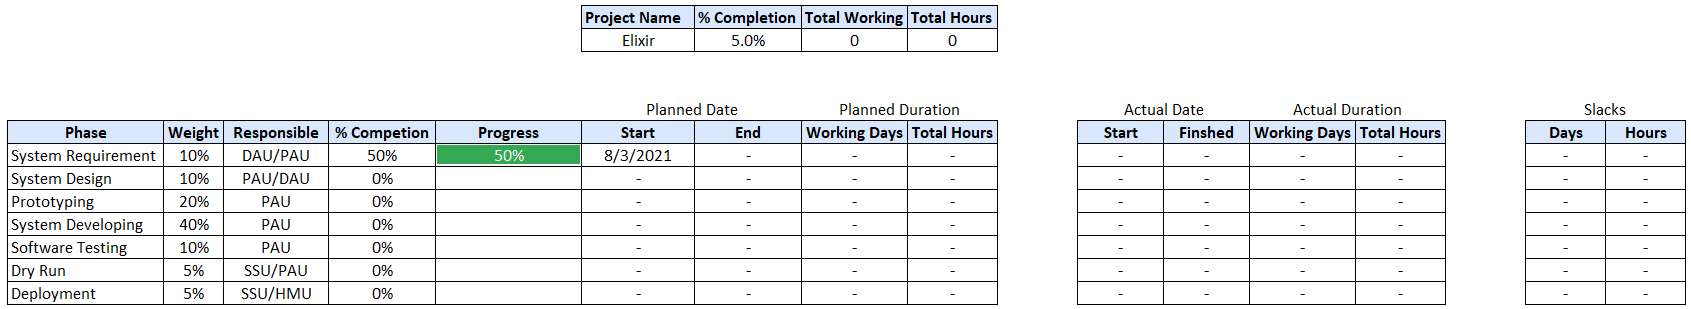 Project Name % Completion Total Working Total Hours
Elixir 5.0% 0 0
Planned Date Planned Duration Actual Date Actual Duration Slacks
Phase Weight Responsible % Competion Progress Start End Working Days Total Hours Start Finshed Working Days Total Hours Days Hours
System Requirement 10% DAU/PAU 50% 50% 8/3/2021 - - - - - - - - -
System Design 10% PAU/DAU 0% - - - - - - - - - -
Prototyping 20% PAU 0% - - - - - - - - - -
System Developing 40% PAU 0% - - - - - - - - - -
Software Testing 10% PAU 0% - - - - - - - - - -
Dry Run 5% SSU/PAU 0% - - - - - - - - - -
Deployment 5% SSU/HMU 0% - - - - - - - - - -